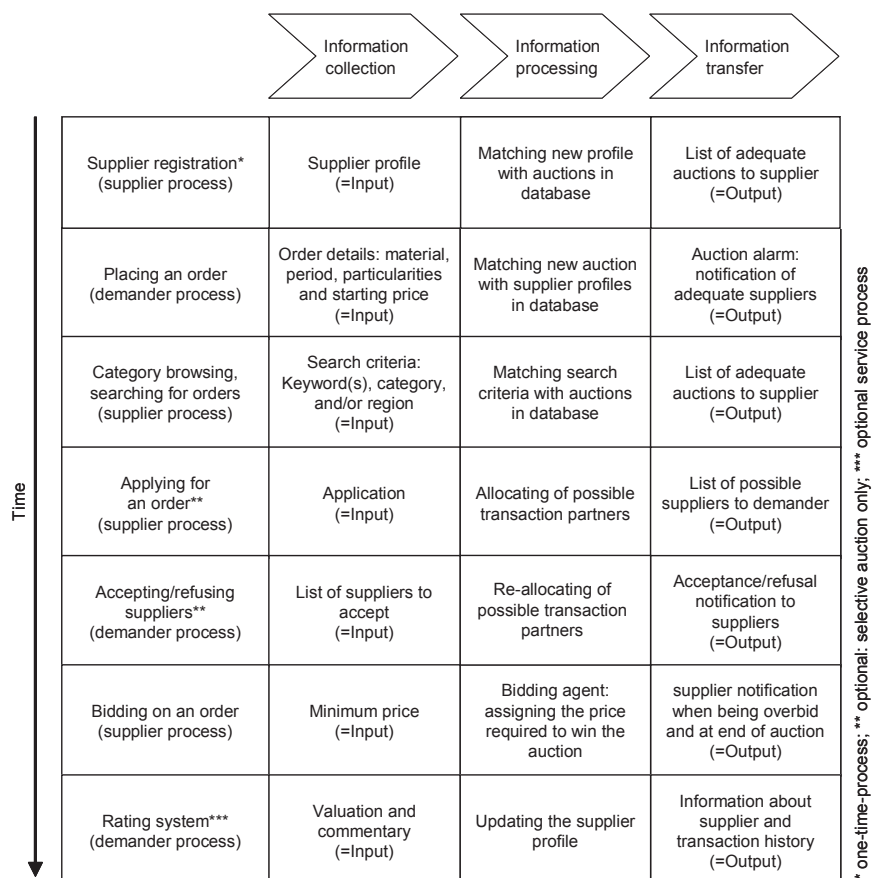 Information
collection
Information
processing
Information
transfer
Time
Supplier registration*
(supplier process)
Supplier profile
(=Input)
Matching new profile
with auctions in
database
List of adequate
auctions to supplier
(=Output)
Placing an order
(demander process)
Order details: material,
period, particularities
and starting price
(=Input)
Matching new auction
with supplier profiles
in database
Auction alarm:
notification of
adequate suppliers
(=Output)
Category browsing,
searching for orders
(supplier process)
Search criteria:
Keyword(s), category,
and/or region
(=Input)
Matching search
criteria with auctions
in database
List of adequate
auctions to supplier
(=Output)
Applying for
an order**
(supplier process)
Application
(=Input)
Allocating of possible
transaction partners
List of possible
suppliers to demander
(=Output)
Accepting/refusing
suppliers**
(demander process)
List of suppliers to
accept
(=Input)
Re-allocating of
possible transaction
partners
Acceptance/refusal
notification to
suppliers
(=Output)
Bidding on an order
(supplier process)
Minimum price
(=Input)
Bidding agent:
assigning the price
required to win the
auction
supplier notification
when being overbid
and at end of auction
(=Output)
Rating system***
(demander process)
Valuation and
commentary
(=Input)
Updating the supplier
profile
Information about
supplier and
transaction history
(=Output)
* one-time-process; ** optional: selective auction only; *** optional service process